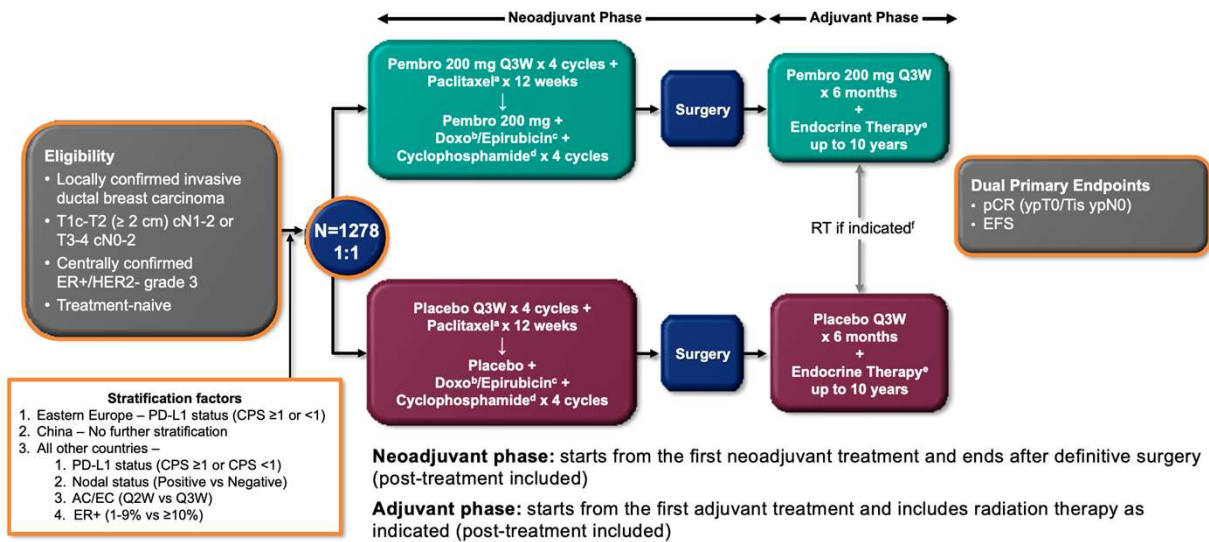 Neoadjuvant Phase
Adjuvant Phase
Eligibility
• Locally confirmed invasive
ductal breast carcinoma
• T1c-T2 (≥ 2 cm) cN1-2 or
T3-4 cN0-2
• Centrally confirmed
ER+/HER2- grade 3
• Treatment-naive
N=1278
1:1
Pembro 200 mg Q3W x 4 cycles +
Paclitaxelᵃ x 12 weeks
↓
Pembro 200 mg +
Doxoᵇ/Epirubicinᶜ +
Cyclophosphamideᵈ x 4 cycles
Surgery
Pembro 200 mg Q3W
x 6 months
+
Endocrine Therapyᵉ
up to 10 years
RT if indicatedᶠ
Placebo Q3W x 4 cycles +
Paclitaxelᵃ x 12 weeks
↓
Placebo +
Doxoᵇ/Epirubicinᶜ +
Cyclophosphamideᵈ x 4 cycles
Surgery
Placebo Q3W
x 6 months
+
Endocrine Therapyᵉ
up to 10 years
Dual Primary Endpoints
• pCR (ypT0/Tis ypN0)
• EFS
Stratification factors
1. Eastern Europe – PD-L1 status (CPS ≥1 or <1)
2. China – No further stratification
3. All other countries –
1. PD-L1 status (CPS ≥1 or CPS <1)
2. Nodal status (Positive vs Negative)
3. AC/EC (Q2W vs Q3W)
4. ER+ (1-9% vs ≥10%)
Neoadjuvant phase: starts from the first neoadjuvant treatment and ends after definitive surgery
(post-treatment included)
Adjuvant phase: starts from the first adjuvant treatment and includes radiation therapy as
indicated (post-treatment included)